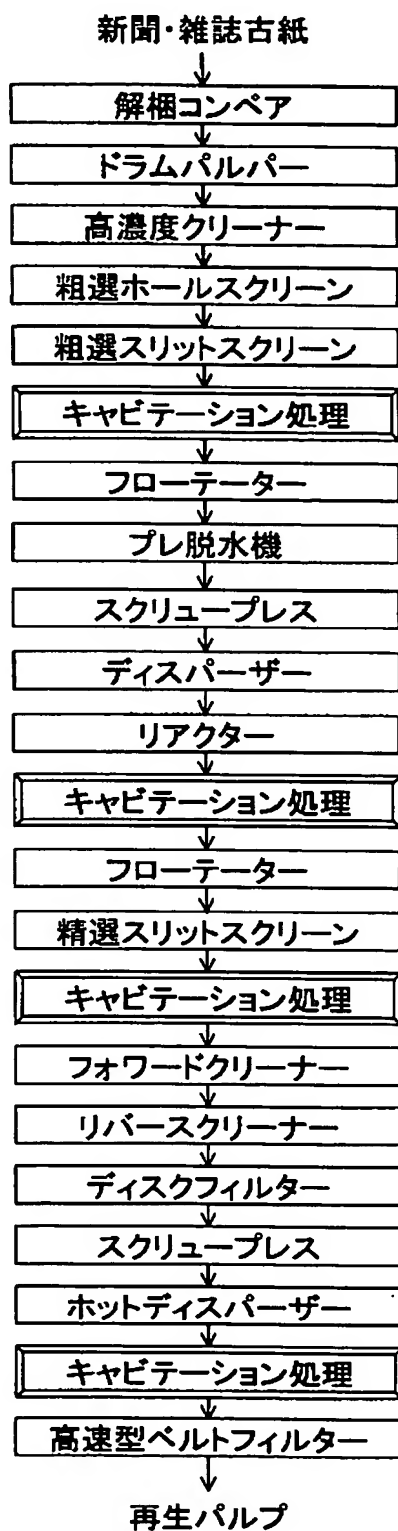 新聞・雑誌古紙
解梱コンベア
ドラムパルパー
高濃度クリーナー
粗選ホールスクリーン
粗選スリットスクリーン
キャビテーション処理
フローテーター
プレ脱水機
スクリュープレス
ディスパーザー
リアクター
キャビテーション処理
フローテーター
精選スリットスクリーン
キャビテーション処理
フォワードクリーナー
リバースクリーナー
ディスクフィルター
スクリュープレス
ホットディスパーザー
キャビテーション処理
高速型ベルトフィルター
再生パルプ